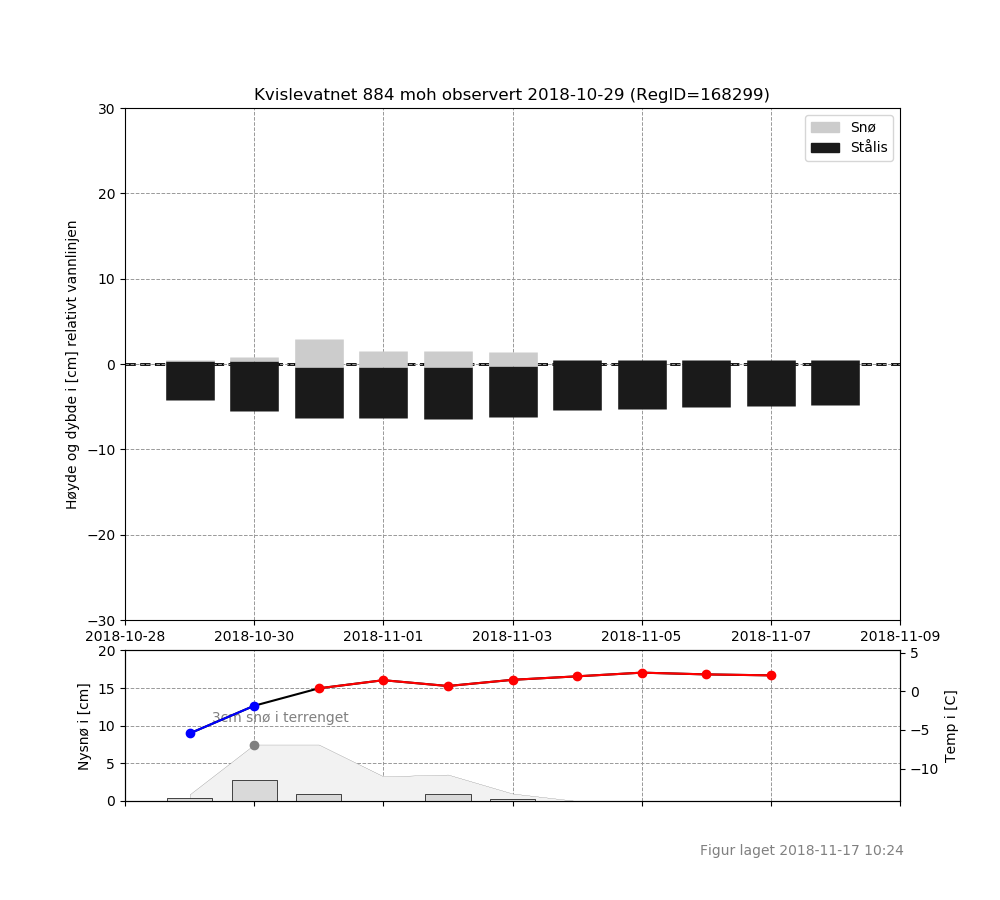 Kvislevatnet 884 moh observert 2018-10-29 (RegID=168299)
Snø
Stålis
Høyde og dybde i [cm] relativt vannlinjen
30
20
10
0
−10
−20
−30
2018-10-28 2018-10-30 2018-11-01 2018-11-03 2018-11-05 2018-11-07 2018-11-09
Nysnø i [cm]
20
15
10
5
0
3cm snø i terrenget
5
0
−5
−10
Temp i [C]
Figur laget 2018-11-17 10:24